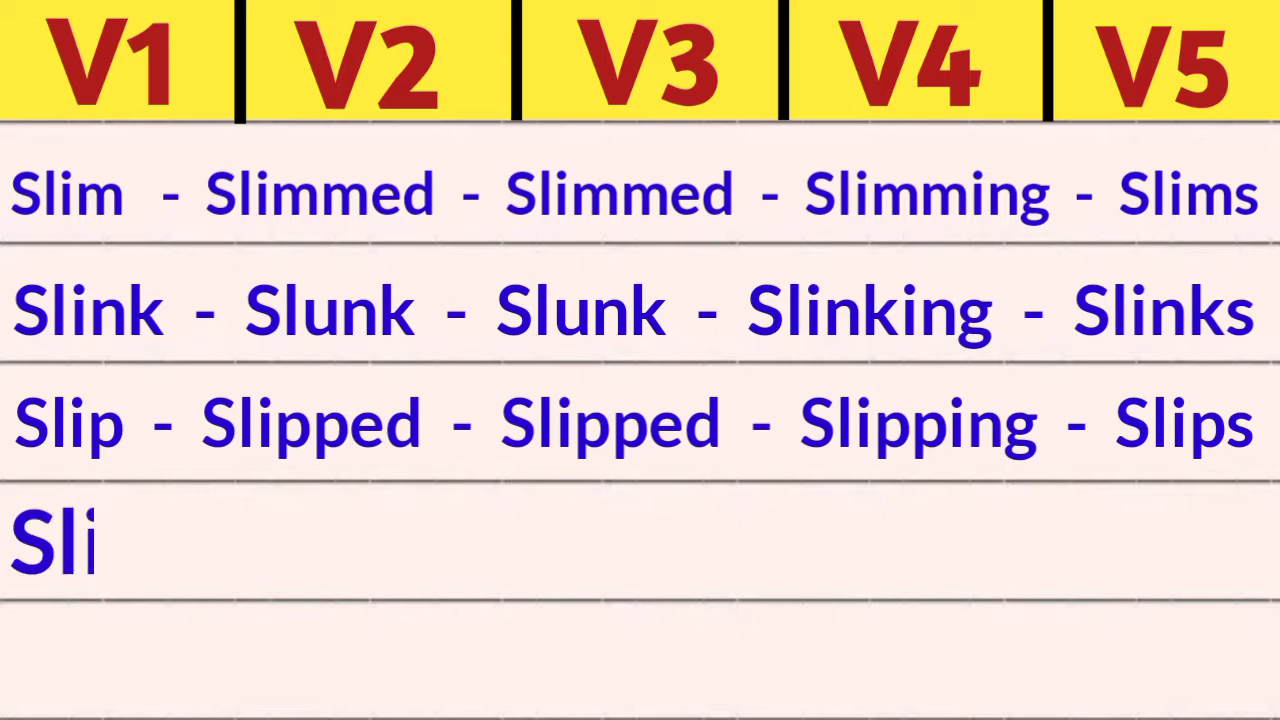 V1 V2 V3 V4 V5
Slim - Slimmed - Slimmed - Slimming - Slims
Slink - Slunk - Slunk - Slinking - Slinks
Slip - Slipped - Slipped - Slipping - Slips
Sli